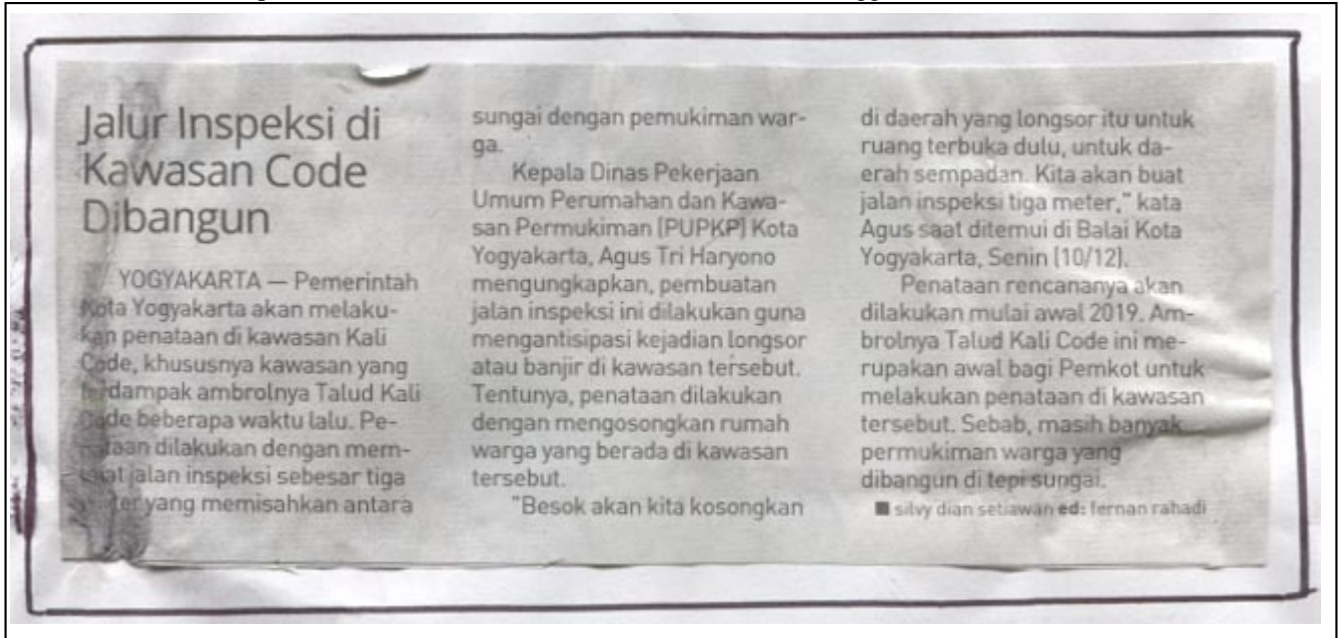 Jalur Inspeksi di
Kawasan Code
Dibangun
YOGYAKARTA — Pemerintah
Kota Yogyakarta akan melaku-
kan penataan di kawasan Kali
Code, khususnya kawasan yang
terdampak ambrolnya Talud Kali
Code beberapa waktu lalu. Pe-
nataan dilakukan dengan mem-
buat jalan inspeksi sebesar tiga
meter yang memisahkan antara
sungai dengan pemukiman war-
ga.
Kepala Dinas Pekerjaan
Umum Perumahan dan Kawa-
san Permukiman (PUPKP) Kota
Yogyakarta, Agus Tri Haryono
mengungkapkan, pembuatan
jalan inspeksi ini dilakukan guna
mengantisipasi kejadian longsor
atau banjir di kawasan tersebut.
Tentunya, penataan dilakukan
dengan mengosongkan rumah
warga yang berada di kawasan
tersebut.
"Besok akan kita kosongkan
di daerah yang longsor itu untuk
ruang terbuka dulu, untuk da-
erah sempadan. Kita akan buat
jalan inspeksi tiga meter," kata
Agus saat ditemui di Balai Kota
Yogyakarta, Senin (10/12).
Penataan rencananya akan
dilakukan mulai awal 2019. Am-
brolnya Talud Kali Code ini me-
rupakan awal bagi Pemkot untuk
melakukan penataan di kawasan
tersebut. Sebab, masih banyak
permukiman warga yang
dibangun di tepi sungai.
■ silvy dian setiawan ed: fernan rahadi